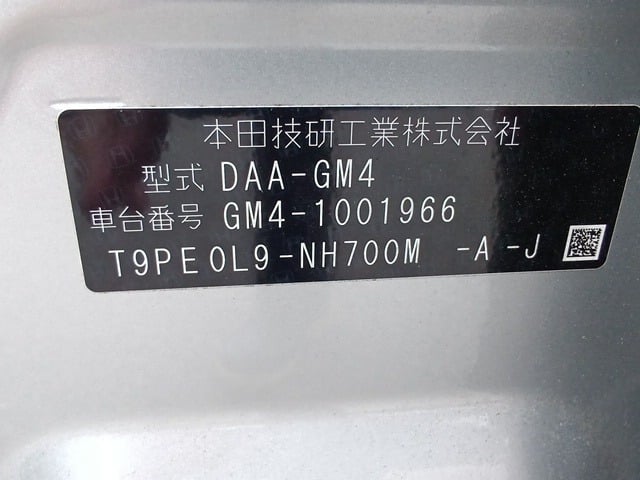 本田技研工業株式会社
型式 DAA-GM4
車台番号 GM4-1001966
T9PE0L9-NH700M -A -J